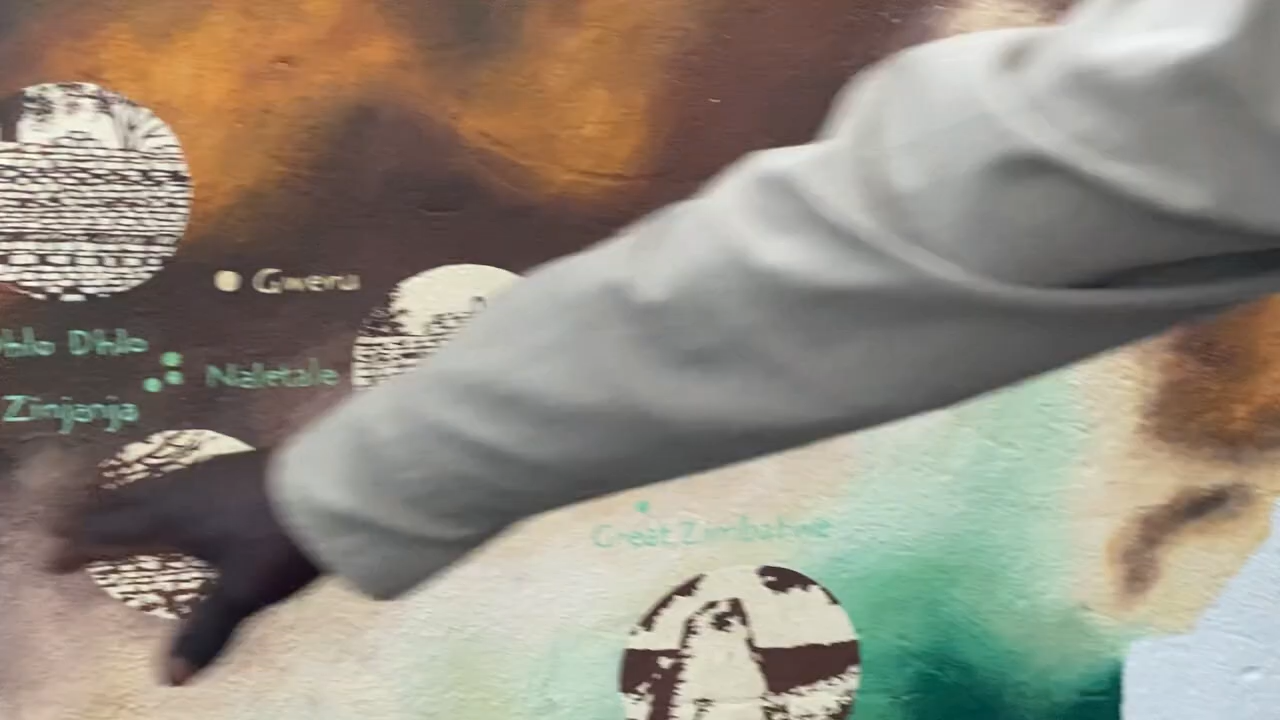 Gweru
Dhlo Dhlo
Naletale
Zinjanja
Great Zimbabwe